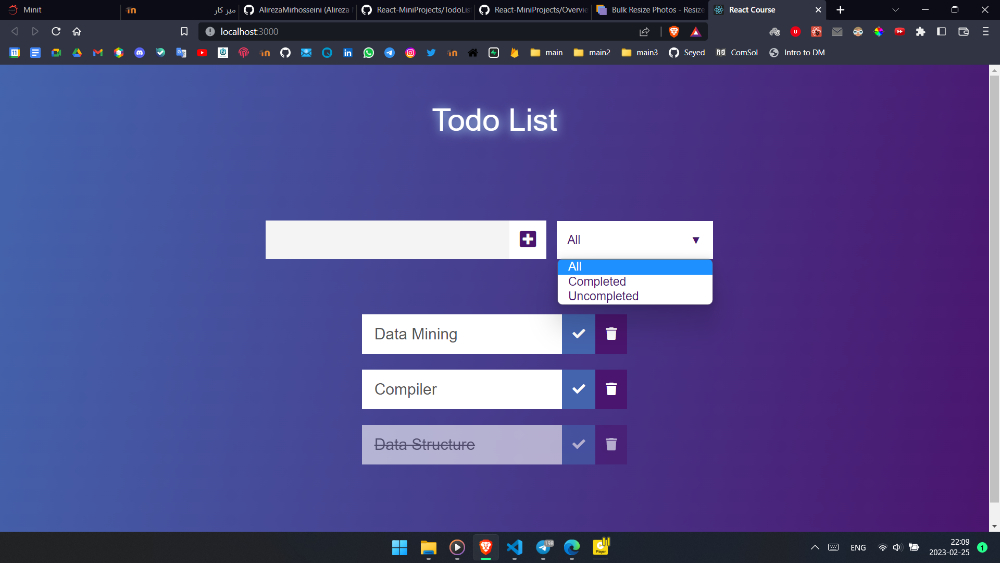 Minit
میز کار
AlirezaMirhosseini (Alireza
React-MiniProjects/TodoLis
React-MiniProjects/Overvie
Bulk Resize Photos - Resize
React Course
localhost:3000
main
main2
main3
Seyed
ComSol
Intro to DM
Todo List
All
All
Completed
Uncompleted
Data Mining
Compiler
Data Structure
ENG
22:09
2023-02-25
1